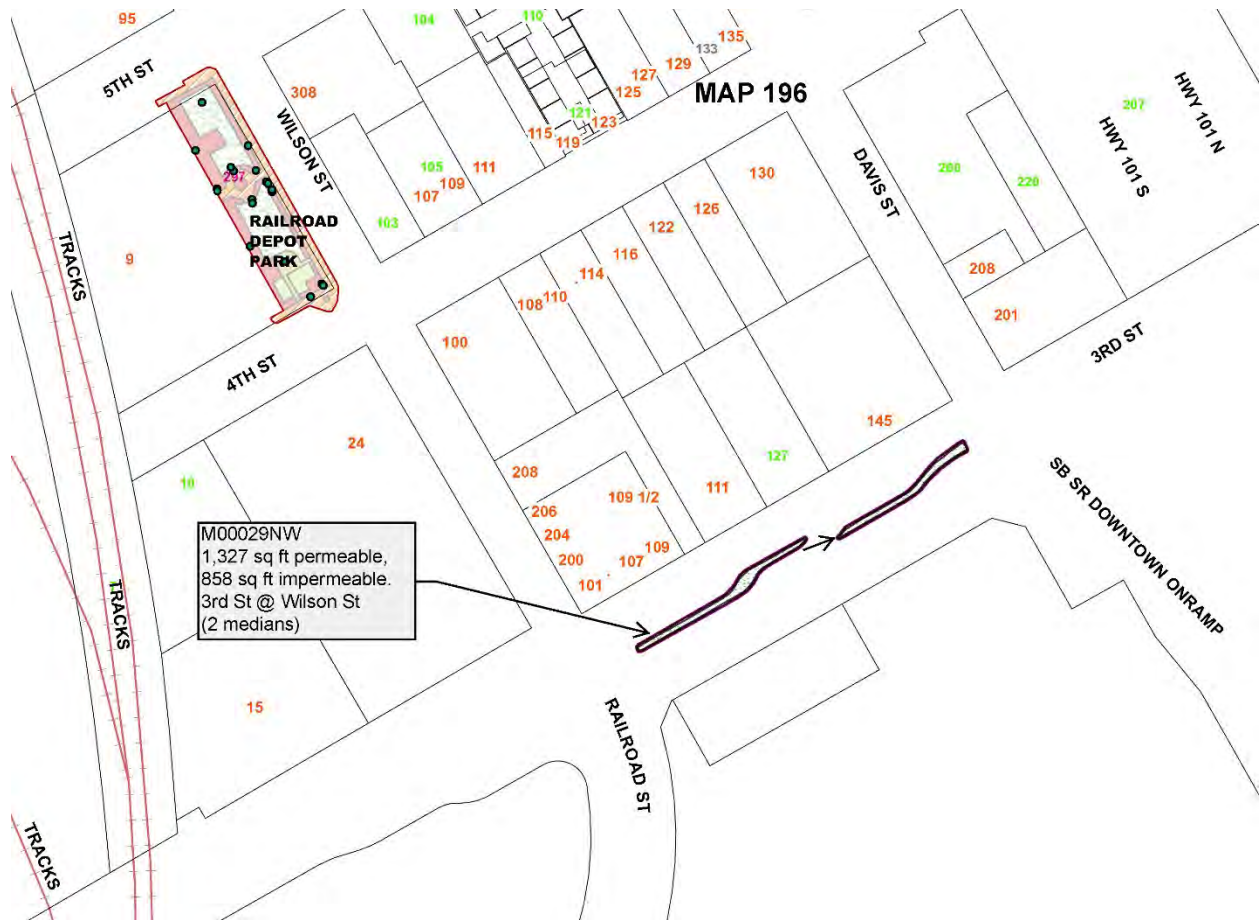 95
104
110
135
133
129
127
125
123
121
119
115
MAP 196
5TH ST
308
WILSON ST
105
111
109
107
103
297
RAILROAD
DEPOT
PARK
TRACKS
9
4TH ST
HWY 101 N
207
HWY 101 S
DAVIS ST
200
220
208
201
3RD ST
130
126
122
116
114
110
108
100
24
10
208
206
204
200
101
109 1/2
109
107
111
127
145
M00029NW
1,327 sq ft permeable,
858 sq ft impermeable.
3rd St @ Wilson St
(2 medians)
SB SR DOWNTOWN ONRAMP
TRACKS
15
RAILROAD ST
TRACKS